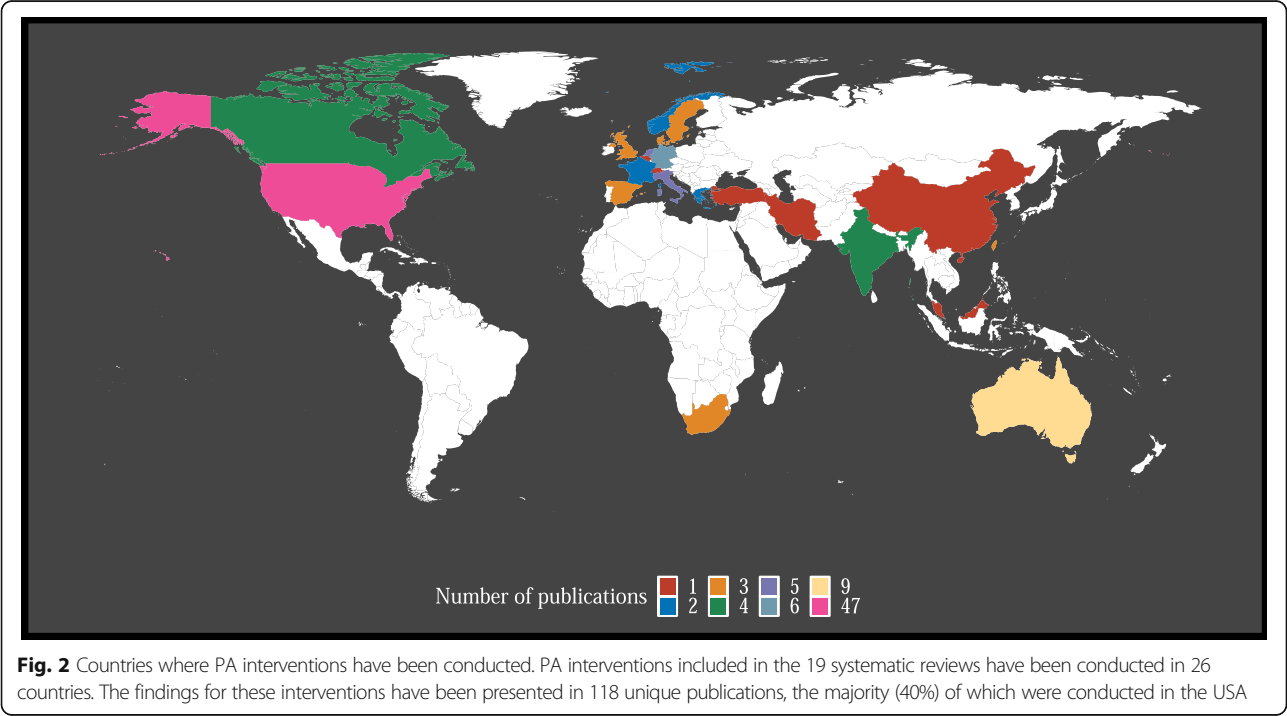 Number of publications 1 3 5 9
2 4 6 47
Fig. 2 Countries where PA interventions have been conducted. PA interventions included in the 19 systematic reviews have been conducted in 26
countries. The findings for these interventions have been presented in 118 unique publications, the majority (40%) of which were conducted in the USA